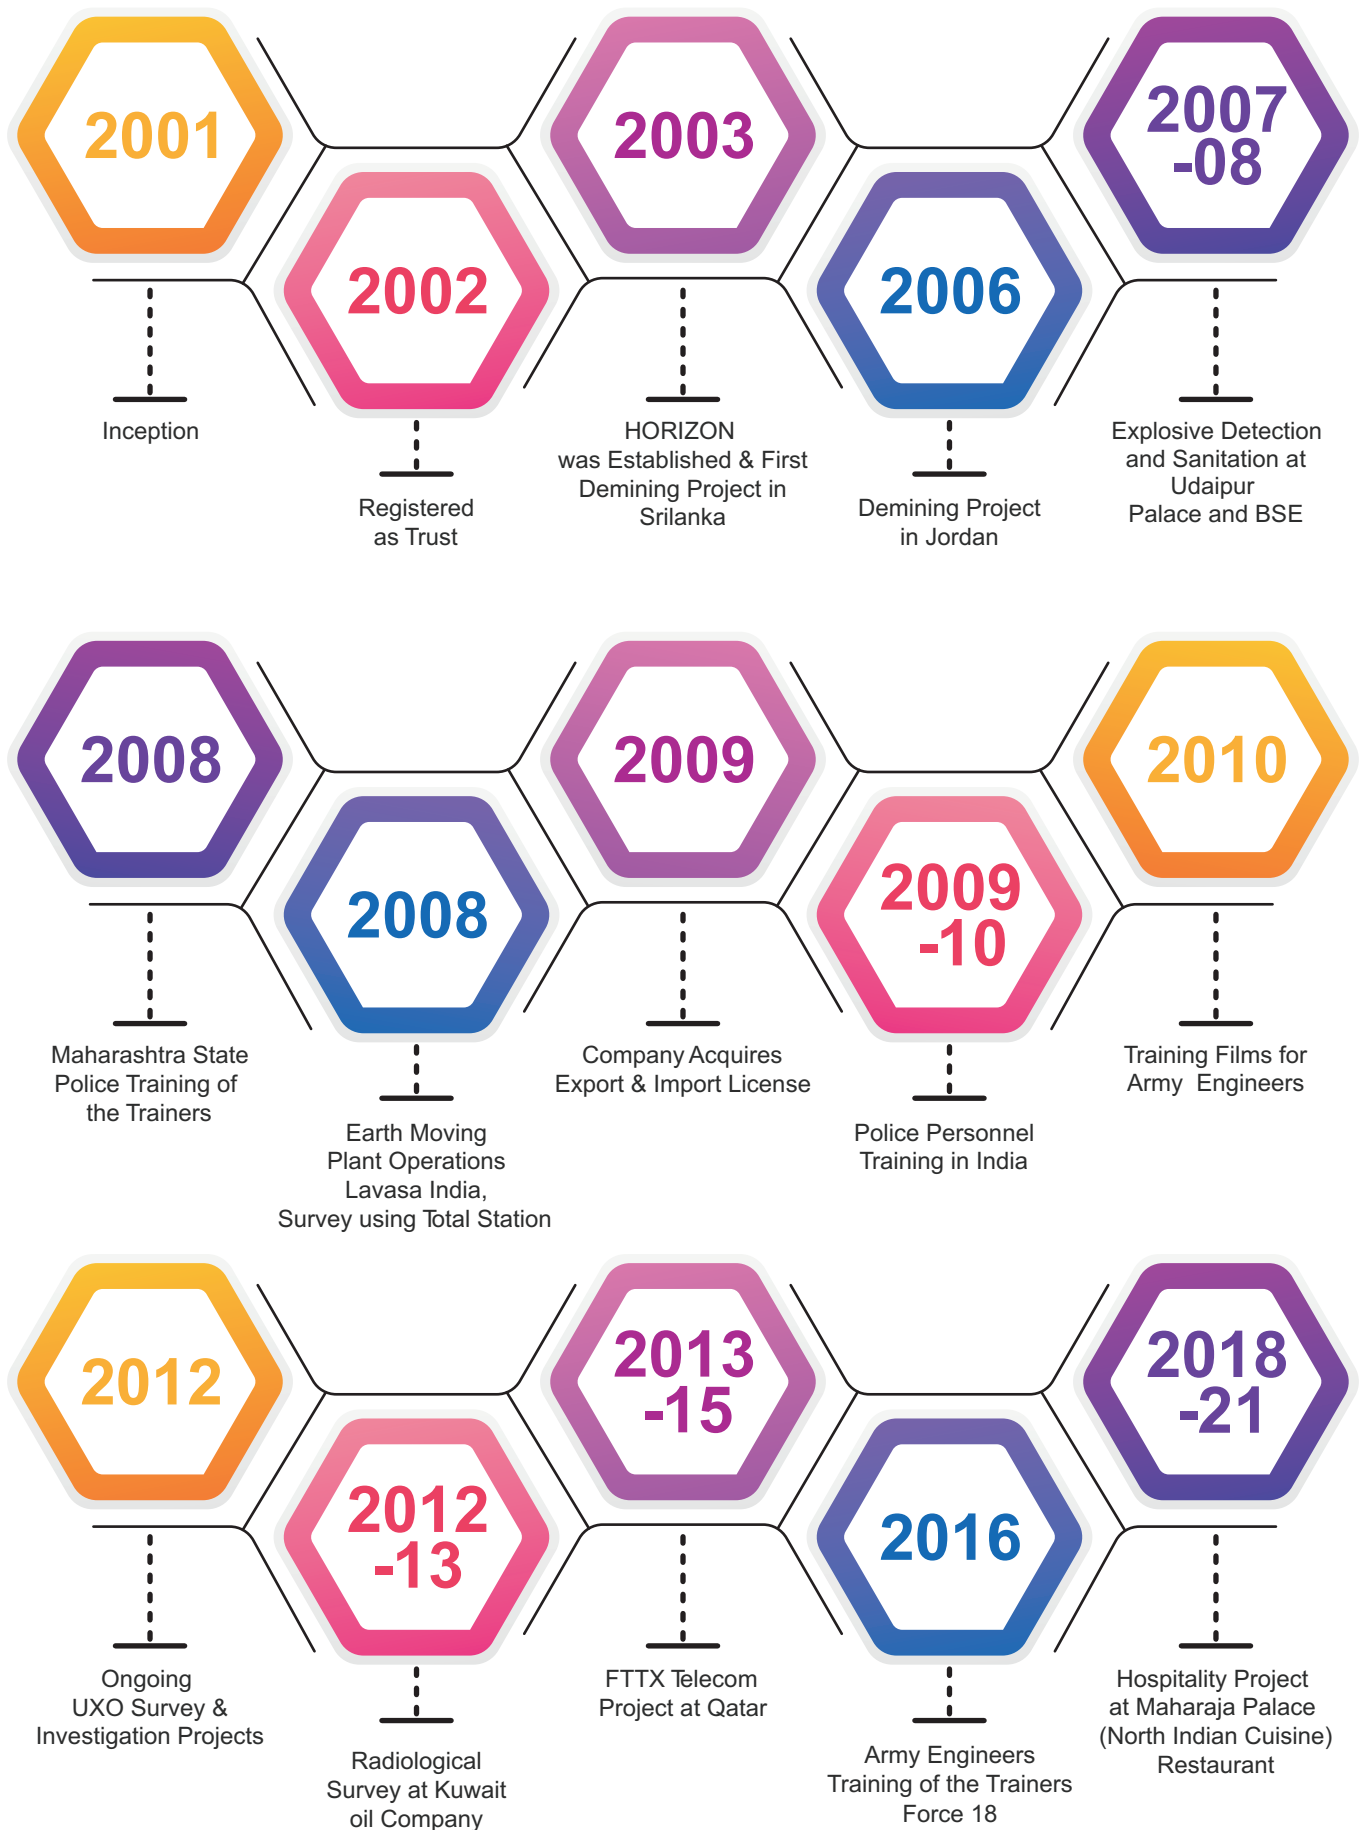 2001
Inception
2002
Registered
as Trust
2003
HORIZON
was Established & First
Demining Project in
Srilanka
2006
Demining Project
in Jordan
2007
-08
Explosive Detection
and Sanitation at
Udaipur
Palace and BSE
2008
Maharashtra State
Police Training of
the Trainers
2008
Earth Moving
Plant Operations
Lavasa India,
Survey using Total Station
2009
Company Acquires
Export & Import License
2009
-10
Police Personnel
Training in India
2010
Training Films for
Army Engineers
2012
Ongoing
UXO Survey &
Investigation Projects
2012
-13
Radiological
Survey at Kuwait
oil Company
2013
-15
FTTX Telecom
Project at Qatar
2016
Army Engineers
Training of the Trainers
Force 18
2018
-21
Hospitality Project
at Maharaja Palace
(North Indian Cuisine)
Restaurant